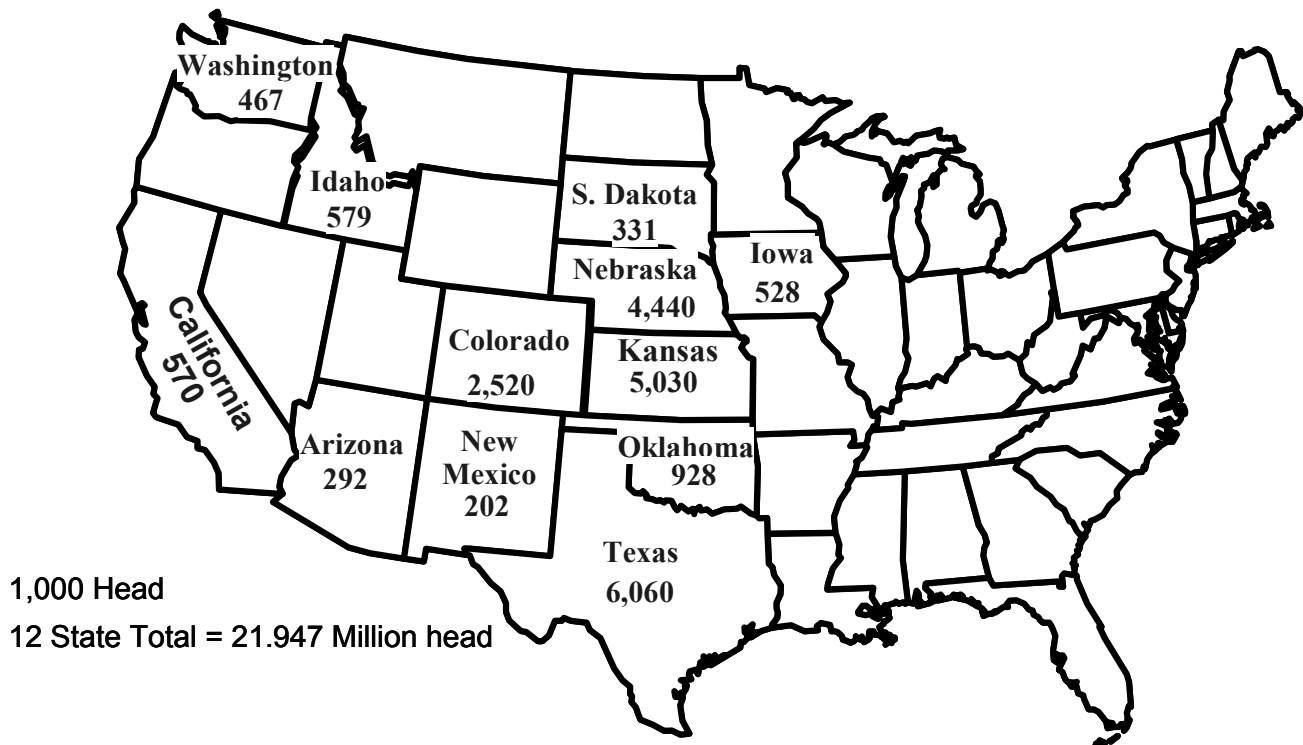 Washington
467
Idaho
579
S. Dakota
331
Nebraska
4,440
Iowa
528
California
570
Colorado
2,520
Kansas
5,030
Arizona
292
New
Mexico
202
Oklahoma
928
Texas
6,060
1,000 Head
12 State Total = 21.947 Million head